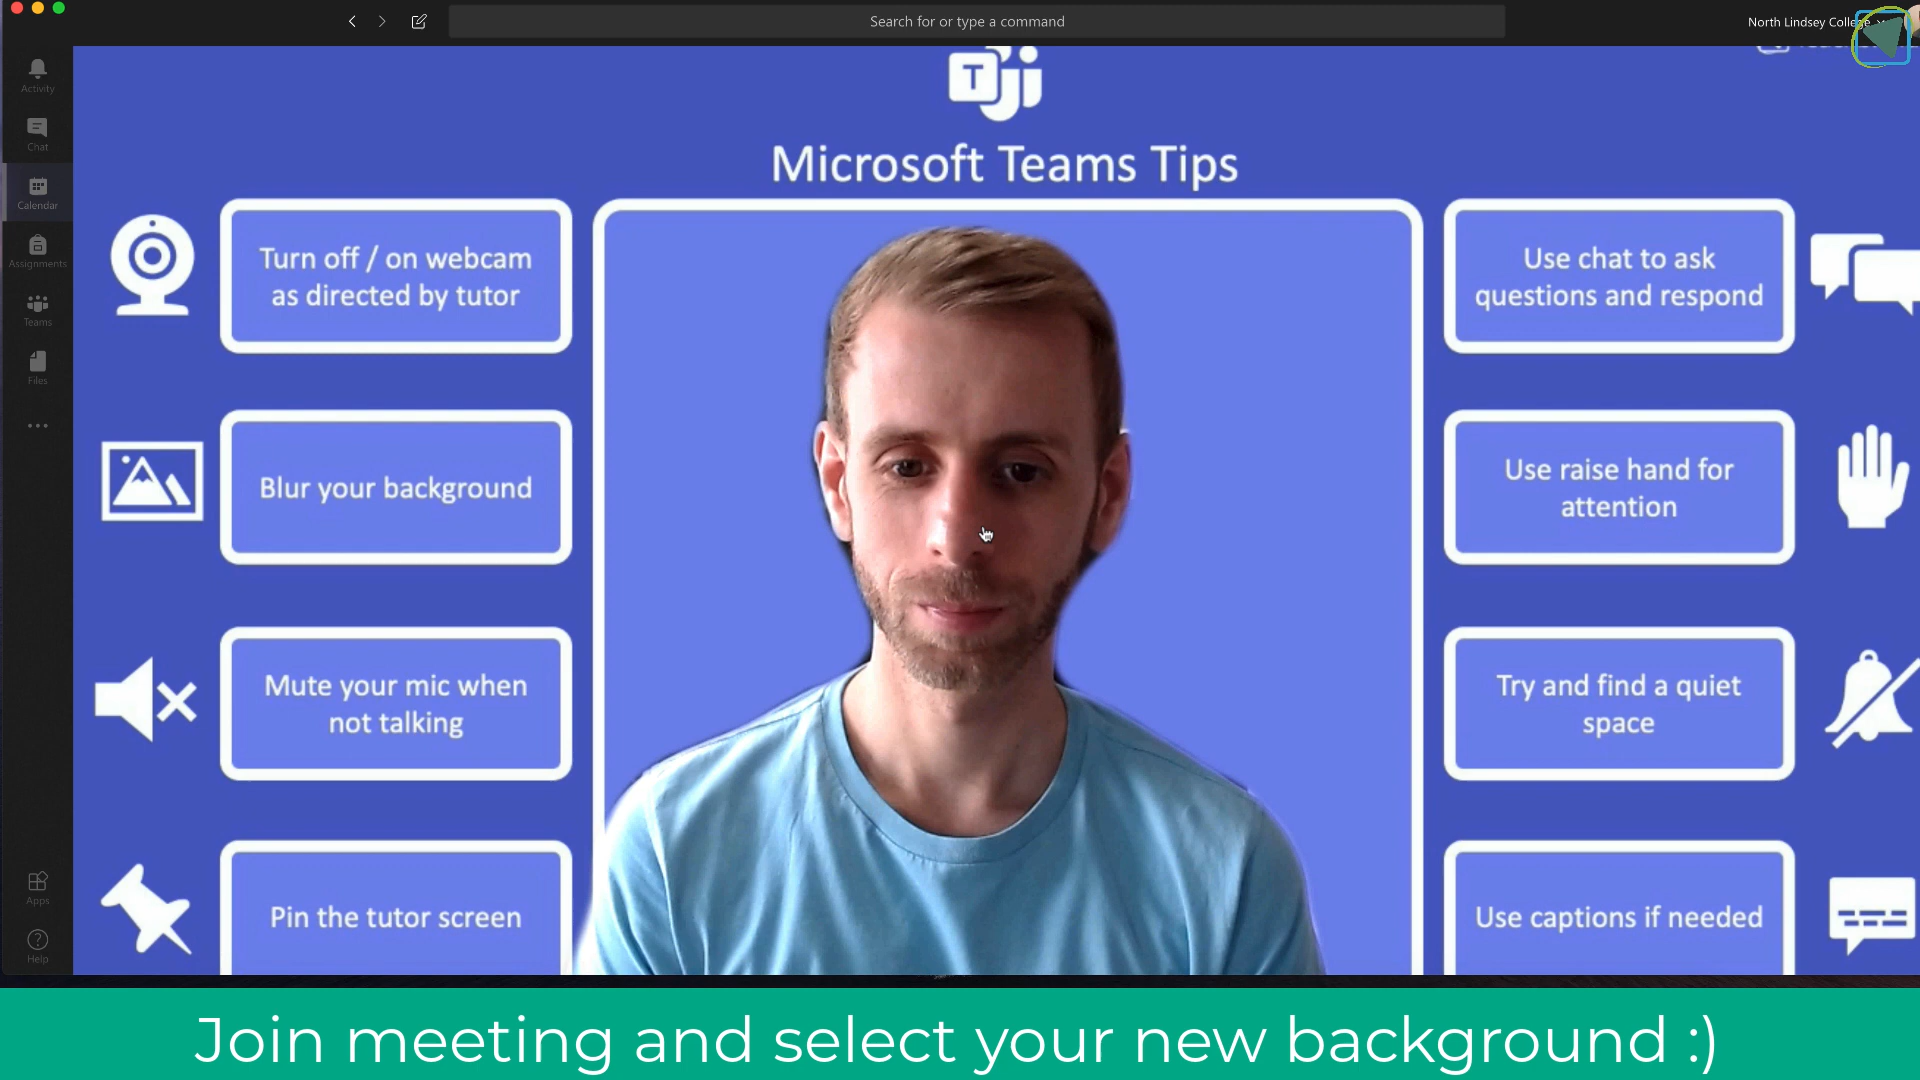 Search for or type a command
North Lindsey College
Activity
Chat
Calendar
Assignments
Teams
Files
Apps
Help
T
Microsoft Teams Tips
Turn off / on webcam
as directed by tutor
Blur your background
Mute your mic when
not talking
Pin the tutor screen
Use chat to ask
questions and respond
Use raise hand for
attention
Try and find a quiet
space
Use captions if needed
Join meeting and select your new background :)